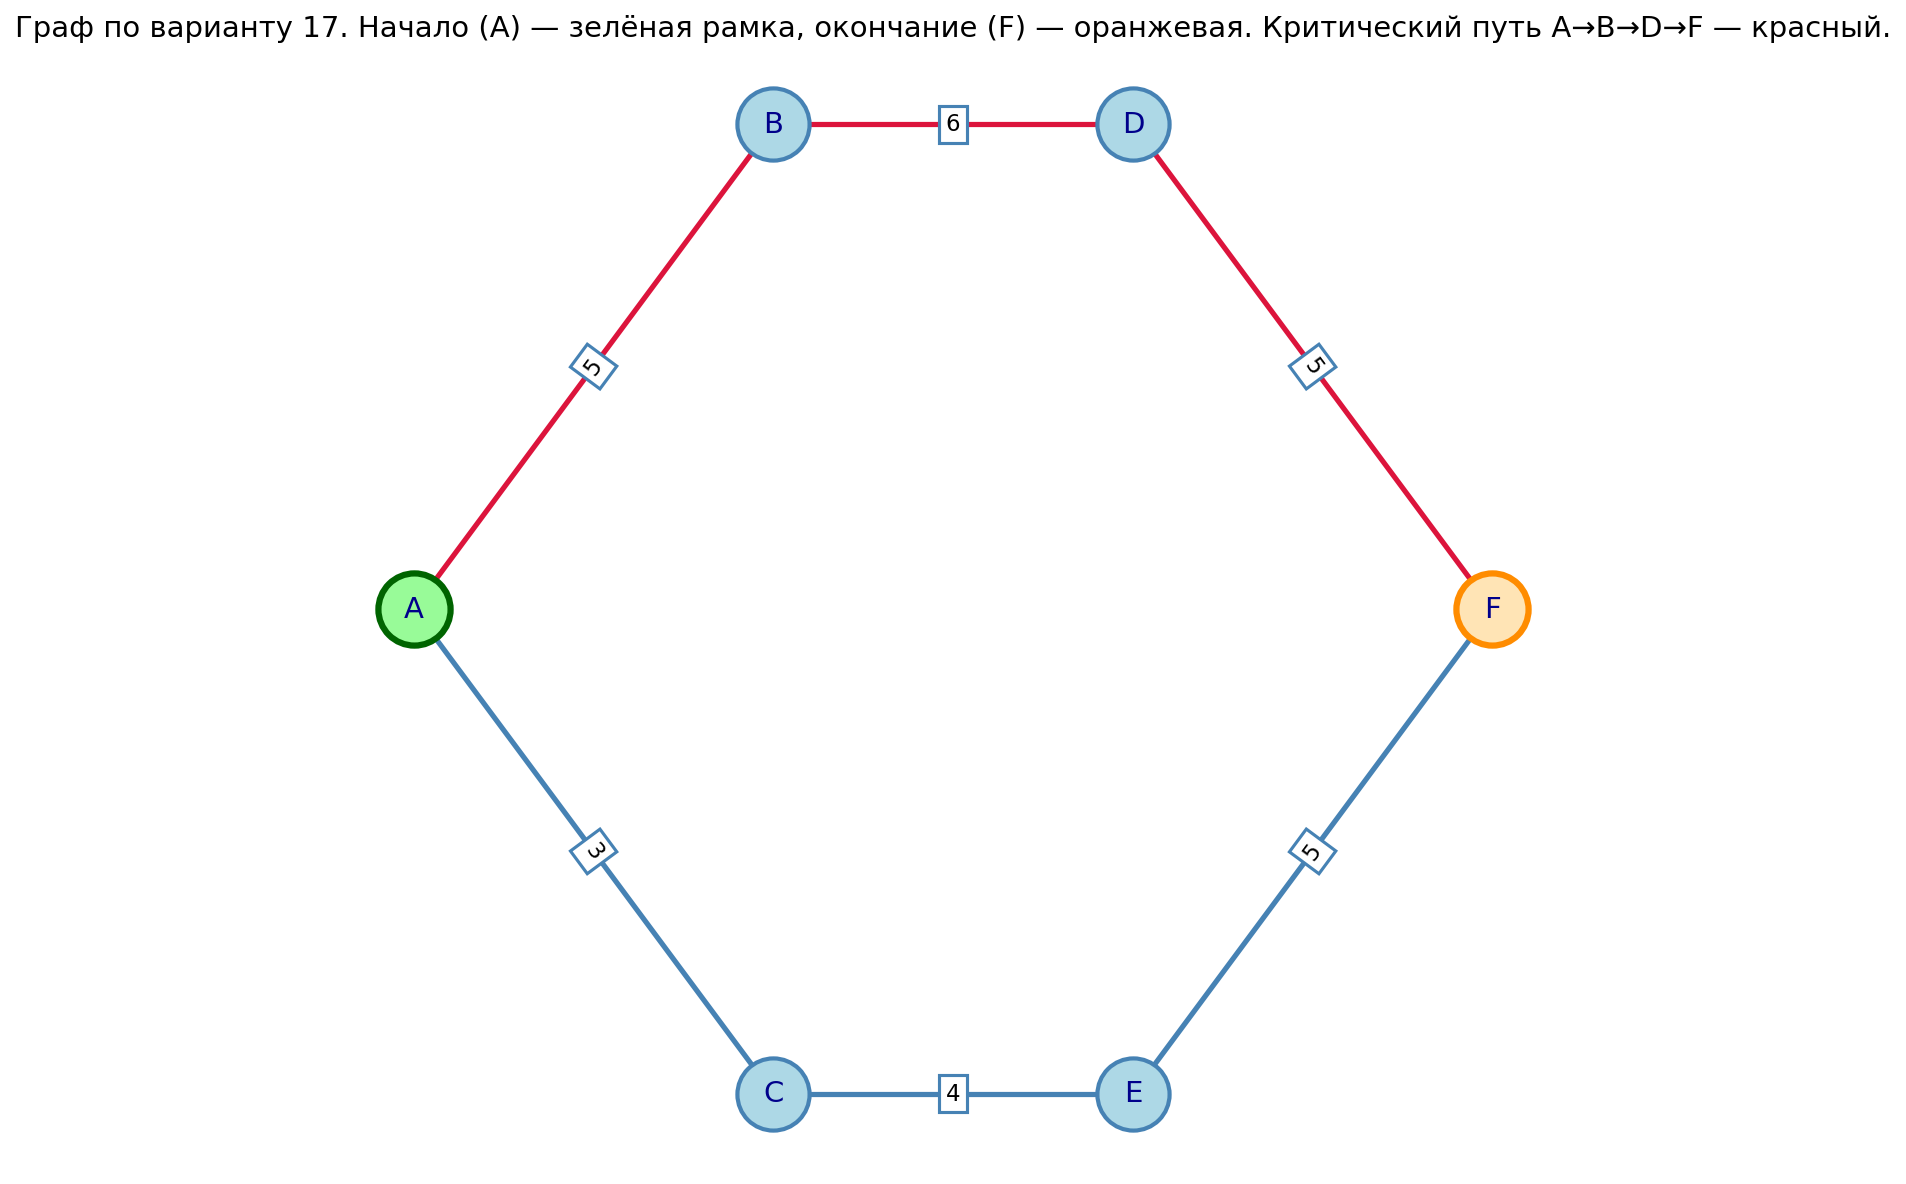 Граф по варианту 17. Начало (A) — зелёная рамка, окончание (F) — оранжевая. Критический путь A→B→D→F — красный.
B
6
D
5
5
A
F
3
5
C
4
E